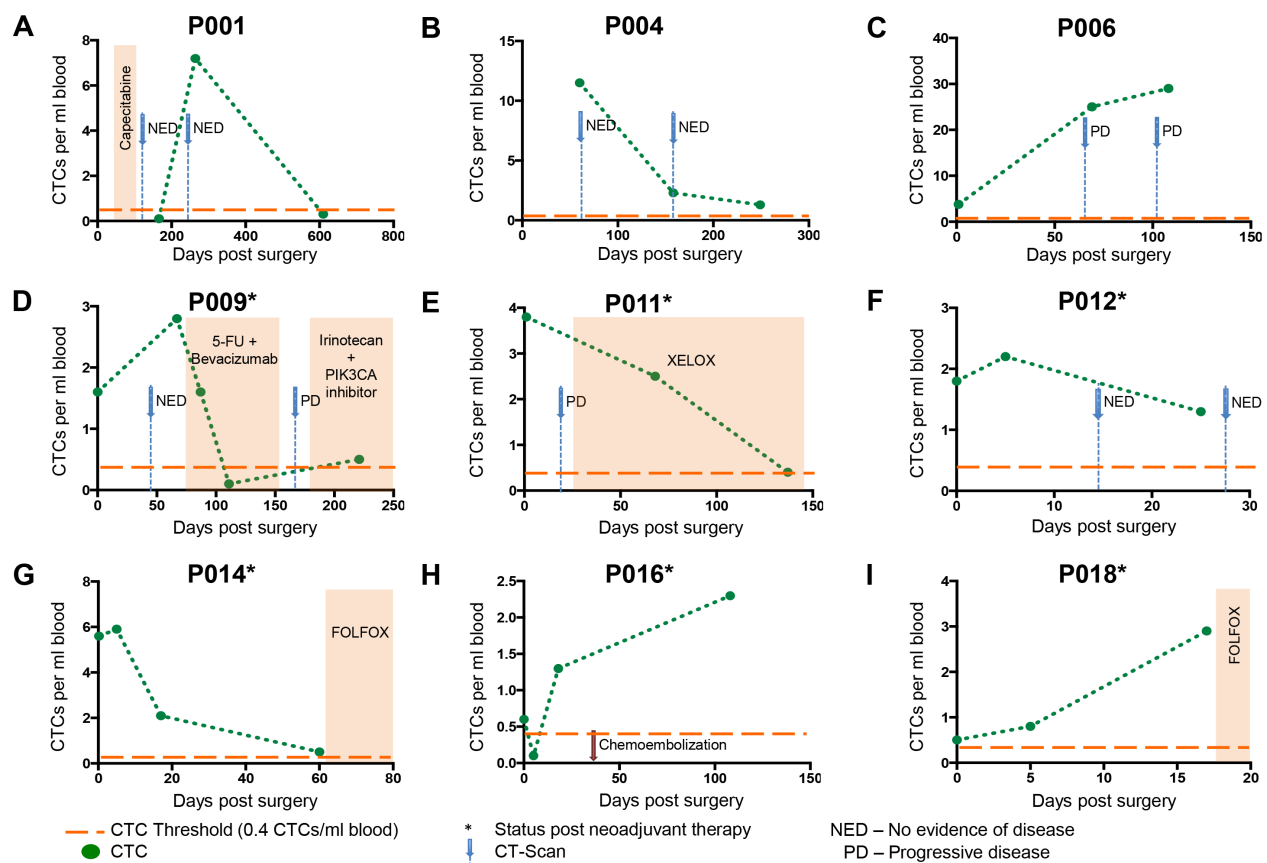 A
P001
CTCs per ml blood
8
6
4
2
0
Capecitabine
NED
NED
0
200
400
600
800
Days post surgery
B
P004
CTCs per ml blood
15
10
5
0
NED
NED
0
100
200
300
Days post surgery
C
P006
CTCs per ml blood
40
30
20
10
0
PD
PD
0
50
100
150
Days post surgery
D
P009*
CTCs per ml blood
3
2
1
0
5-FU +
Bevacizumab
Irinotecan
+
PIK3CA
inhibitor
NED
PD
0
50
100
150
200
250
Days post surgery
E
P011*
CTCs per ml blood
4
3
2
1
0
XELOX
PD
0
50
100
150
Days post surgery
F
P012*
CTCs per ml blood
3
2
1
0
NED
NED
0
10
20
30
Days post surgery
G
P014*
CTCs per ml blood
8
6
4
2
0
FOLFOX
0
20
40
60
80
Days post surgery
H
P016*
CTCs per ml blood
2.5
2.0
1.5
1.0
0.5
0.0
Chemoembolization
0
50
100
150
Days post surgery
I
P018*
CTCs per ml blood
4
3
2
1
0
FOLFOX
0
5
10
15
20
Days post surgery
CTC Threshold (0.4 CTCs/ml blood)
CTC
* Status post neoadjuvant therapy
CT-Scan
NED – No evidence of disease
PD – Progressive disease